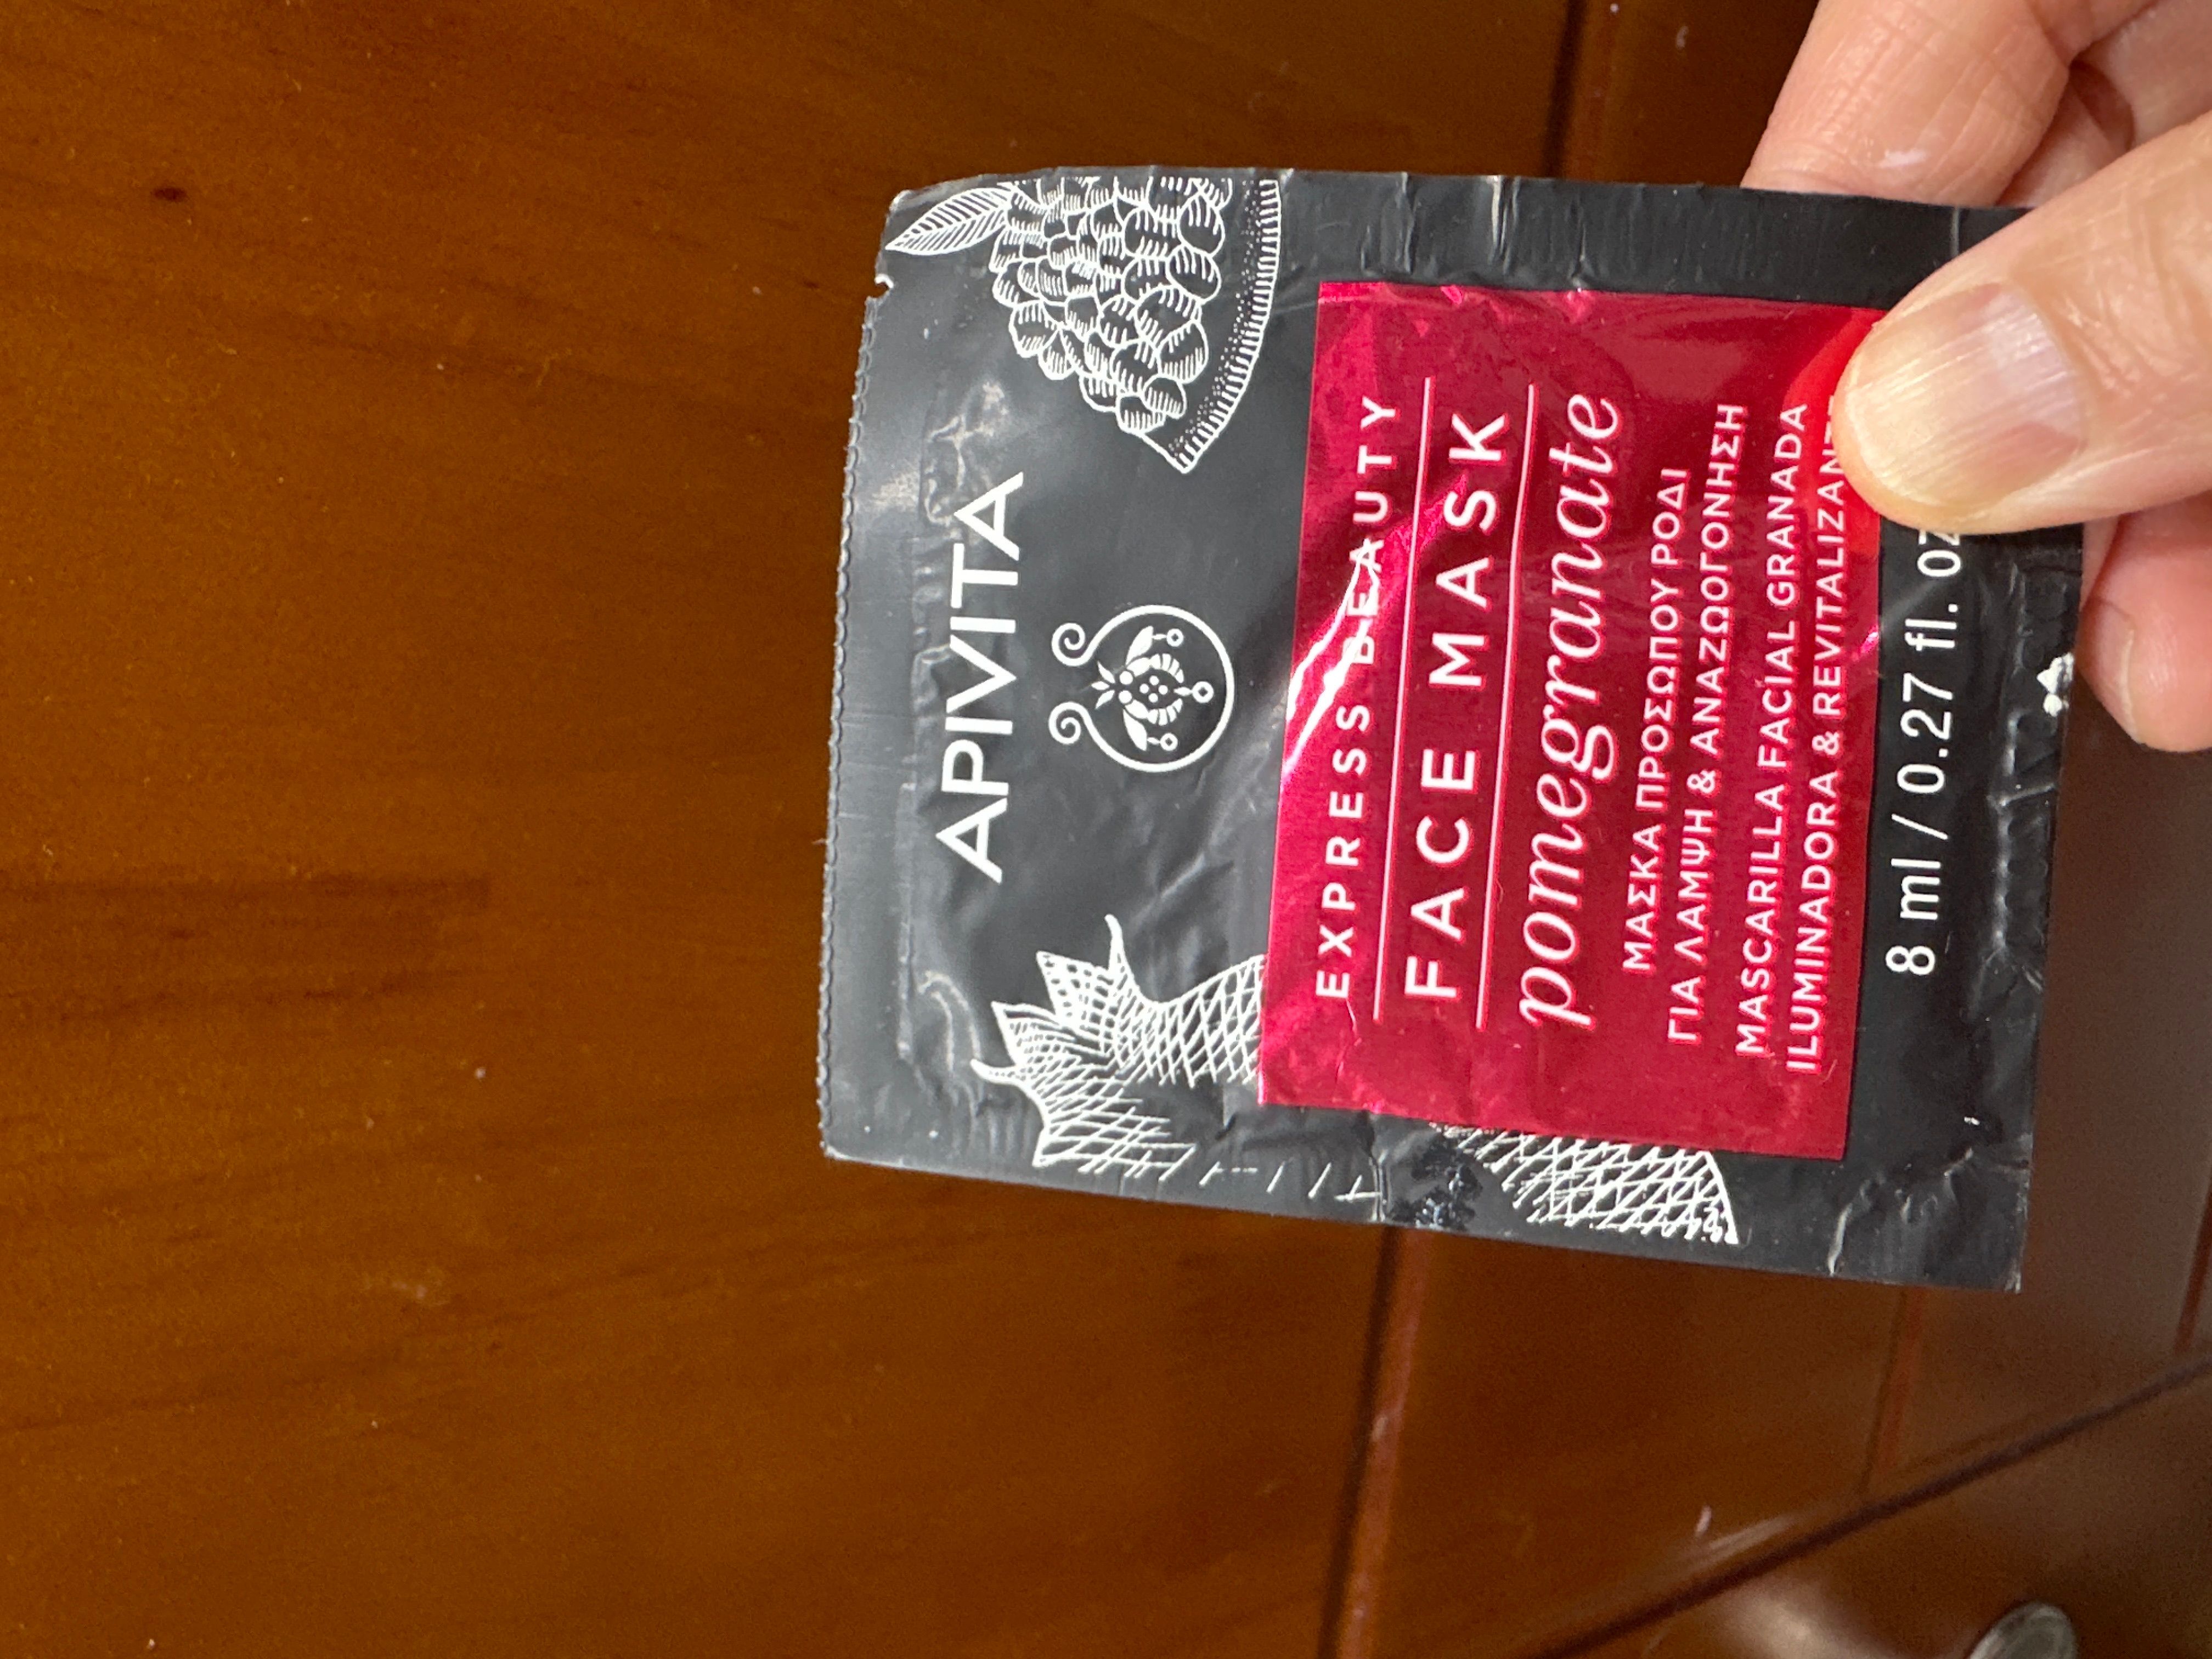 APIVITA
EXPRESS BEAUTY
FACE MASK
pomegranate
ΜΑΣΚΑ ΠΡΟΣΩΠΟΥ ΡΟΔΙ
ΓΙΑ ΛΑΜΨΗ & ΑΝΑΖΩΟΓΟΝΗΣΗ
MASCARILLA FACIAL GRANADA
ILUMINADORA &
8 ml / 0.27 fl. oz